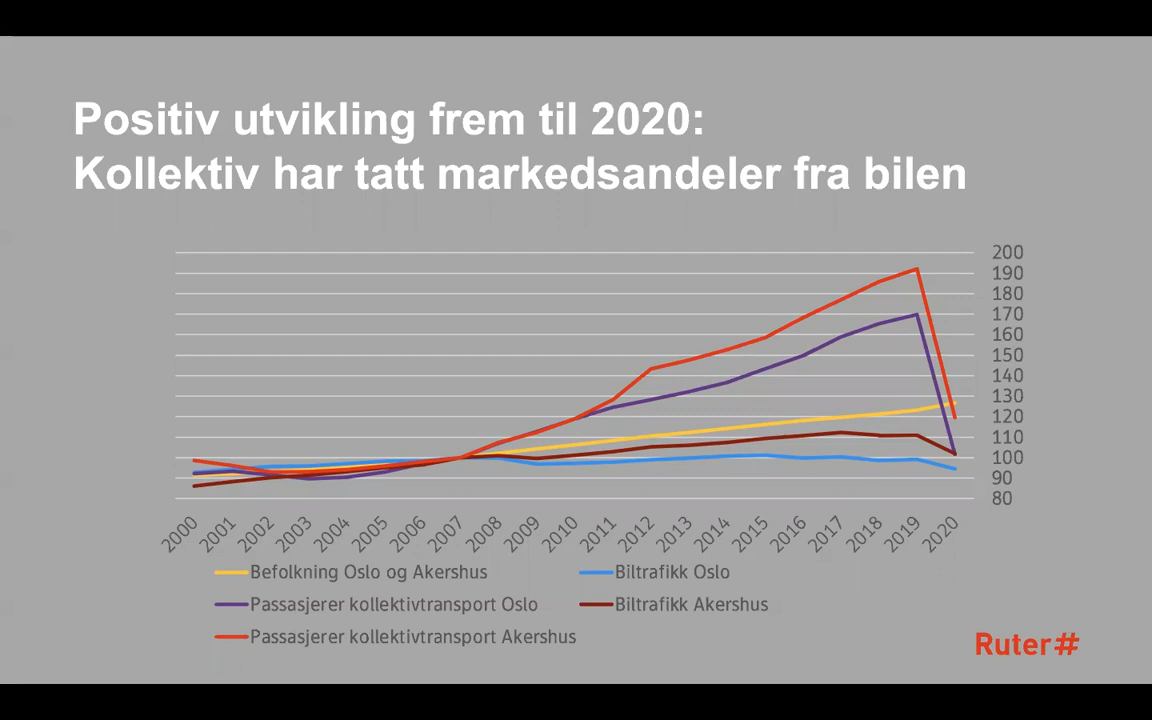 Positiv utvikling frem til 2020:
Kollektiv har tatt markedsandeler fra bilen
200
190
180
170
160
150
140
130
120
110
100
90
80
2000 2001 2002 2003 2004 2005 2006 2007 2008 2009 2010 2011 2012 2013 2014 2015 2016 2017 2018 2019 2020
Befolkning Oslo og Akershus Biltrafikk Oslo
Passasjerer kollektivtransport Oslo Biltrafikk Akershus
Passasjerer kollektivtransport Akershus
Ruter#